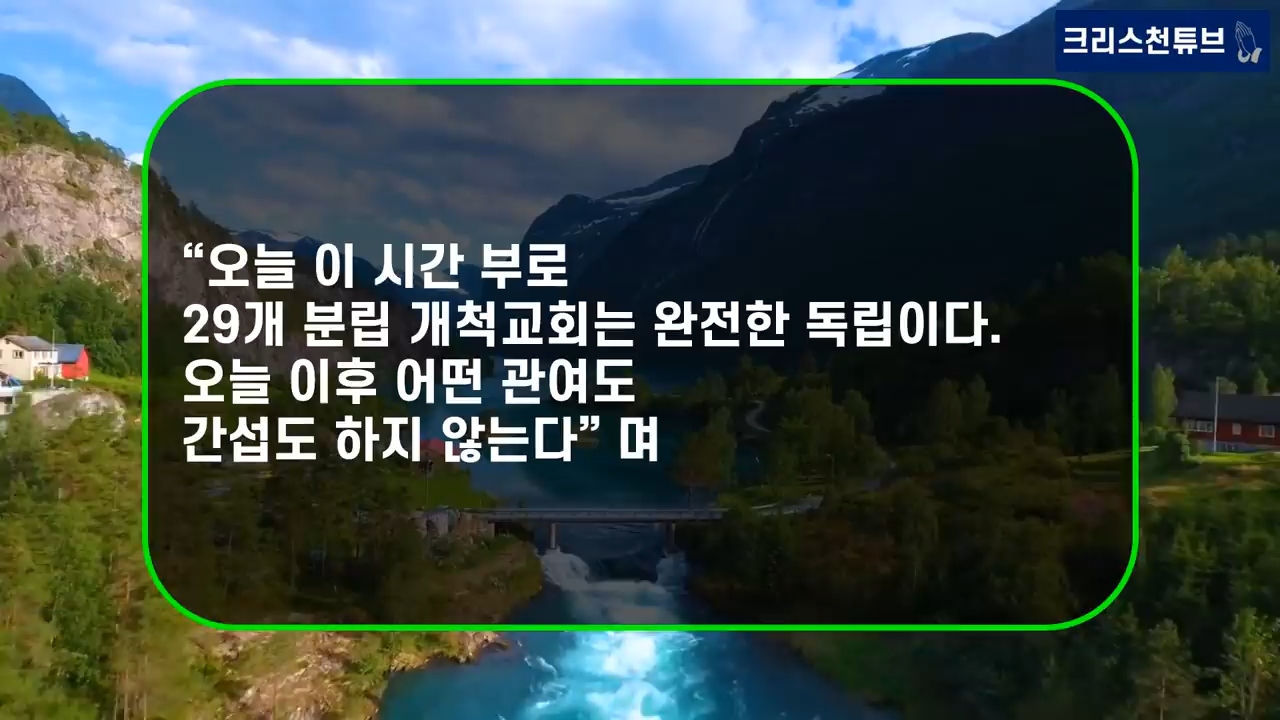 크리스천튜브
“오늘 이 시간 부로
29개 분립 개척교회는 완전한 독립이다.
오늘 이후 어떤 관여도
간섭도 하지 않는다” 며